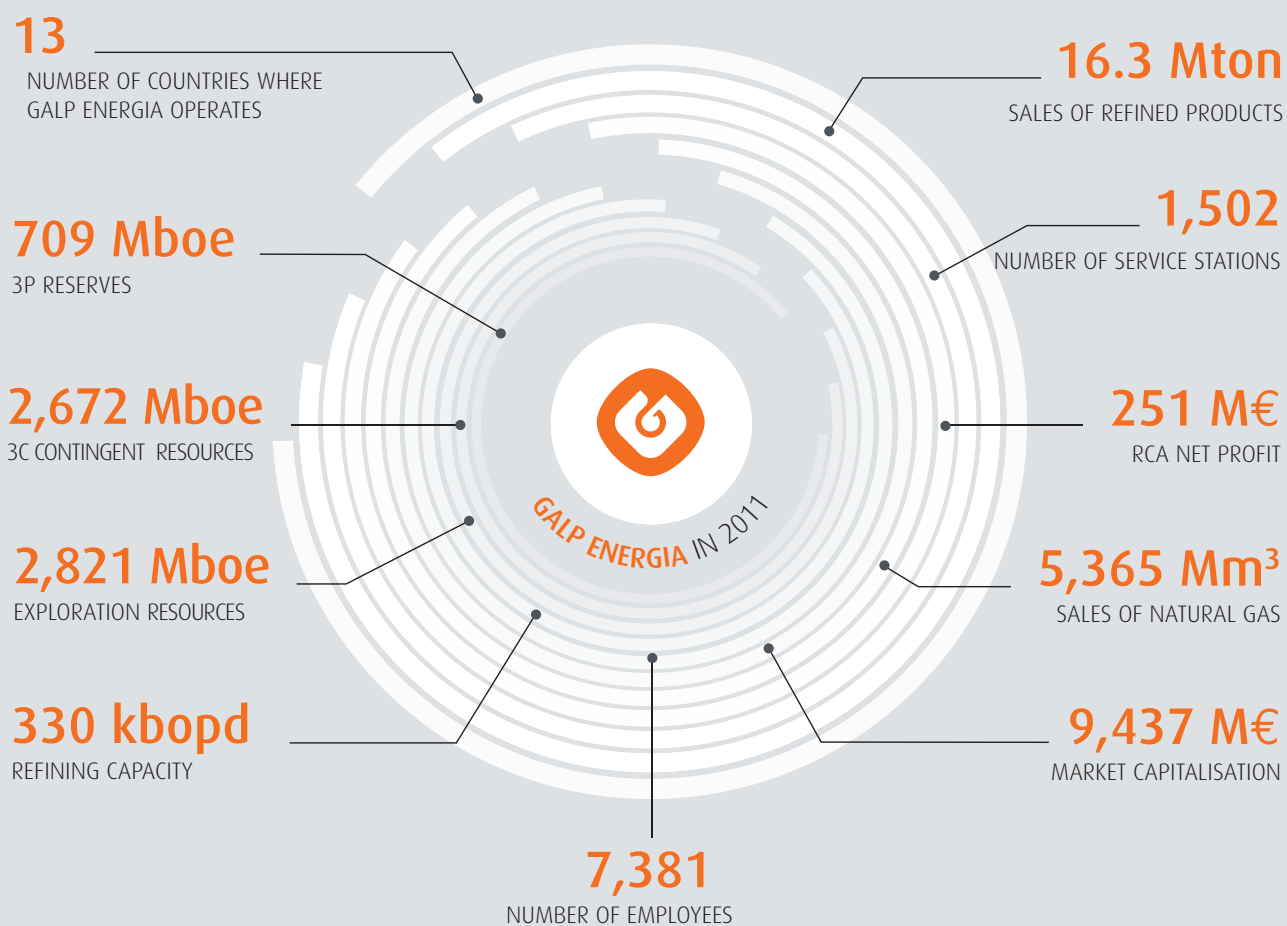 13
NUMBER OF COUNTRIES WHERE
GALP ENERGIA OPERATES
709 Mboe
3P RESERVES
2,672 Mboe
3C CONTINGENT RESOURCES
2,821 Mboe
EXPLORATION RESOURCES
330 kbopd
REFINING CAPACITY
GALP ENERGIA IN 2011
7,381
NUMBER OF EMPLOYEES
16.3 Mton
SALES OF REFINED PRODUCTS
1,502
NUMBER OF SERVICE STATIONS
251 M€
RCA NET PROFIT
5,365 Mm³
SALES OF NATURAL GAS
9,437 M€
MARKET CAPITALISATION